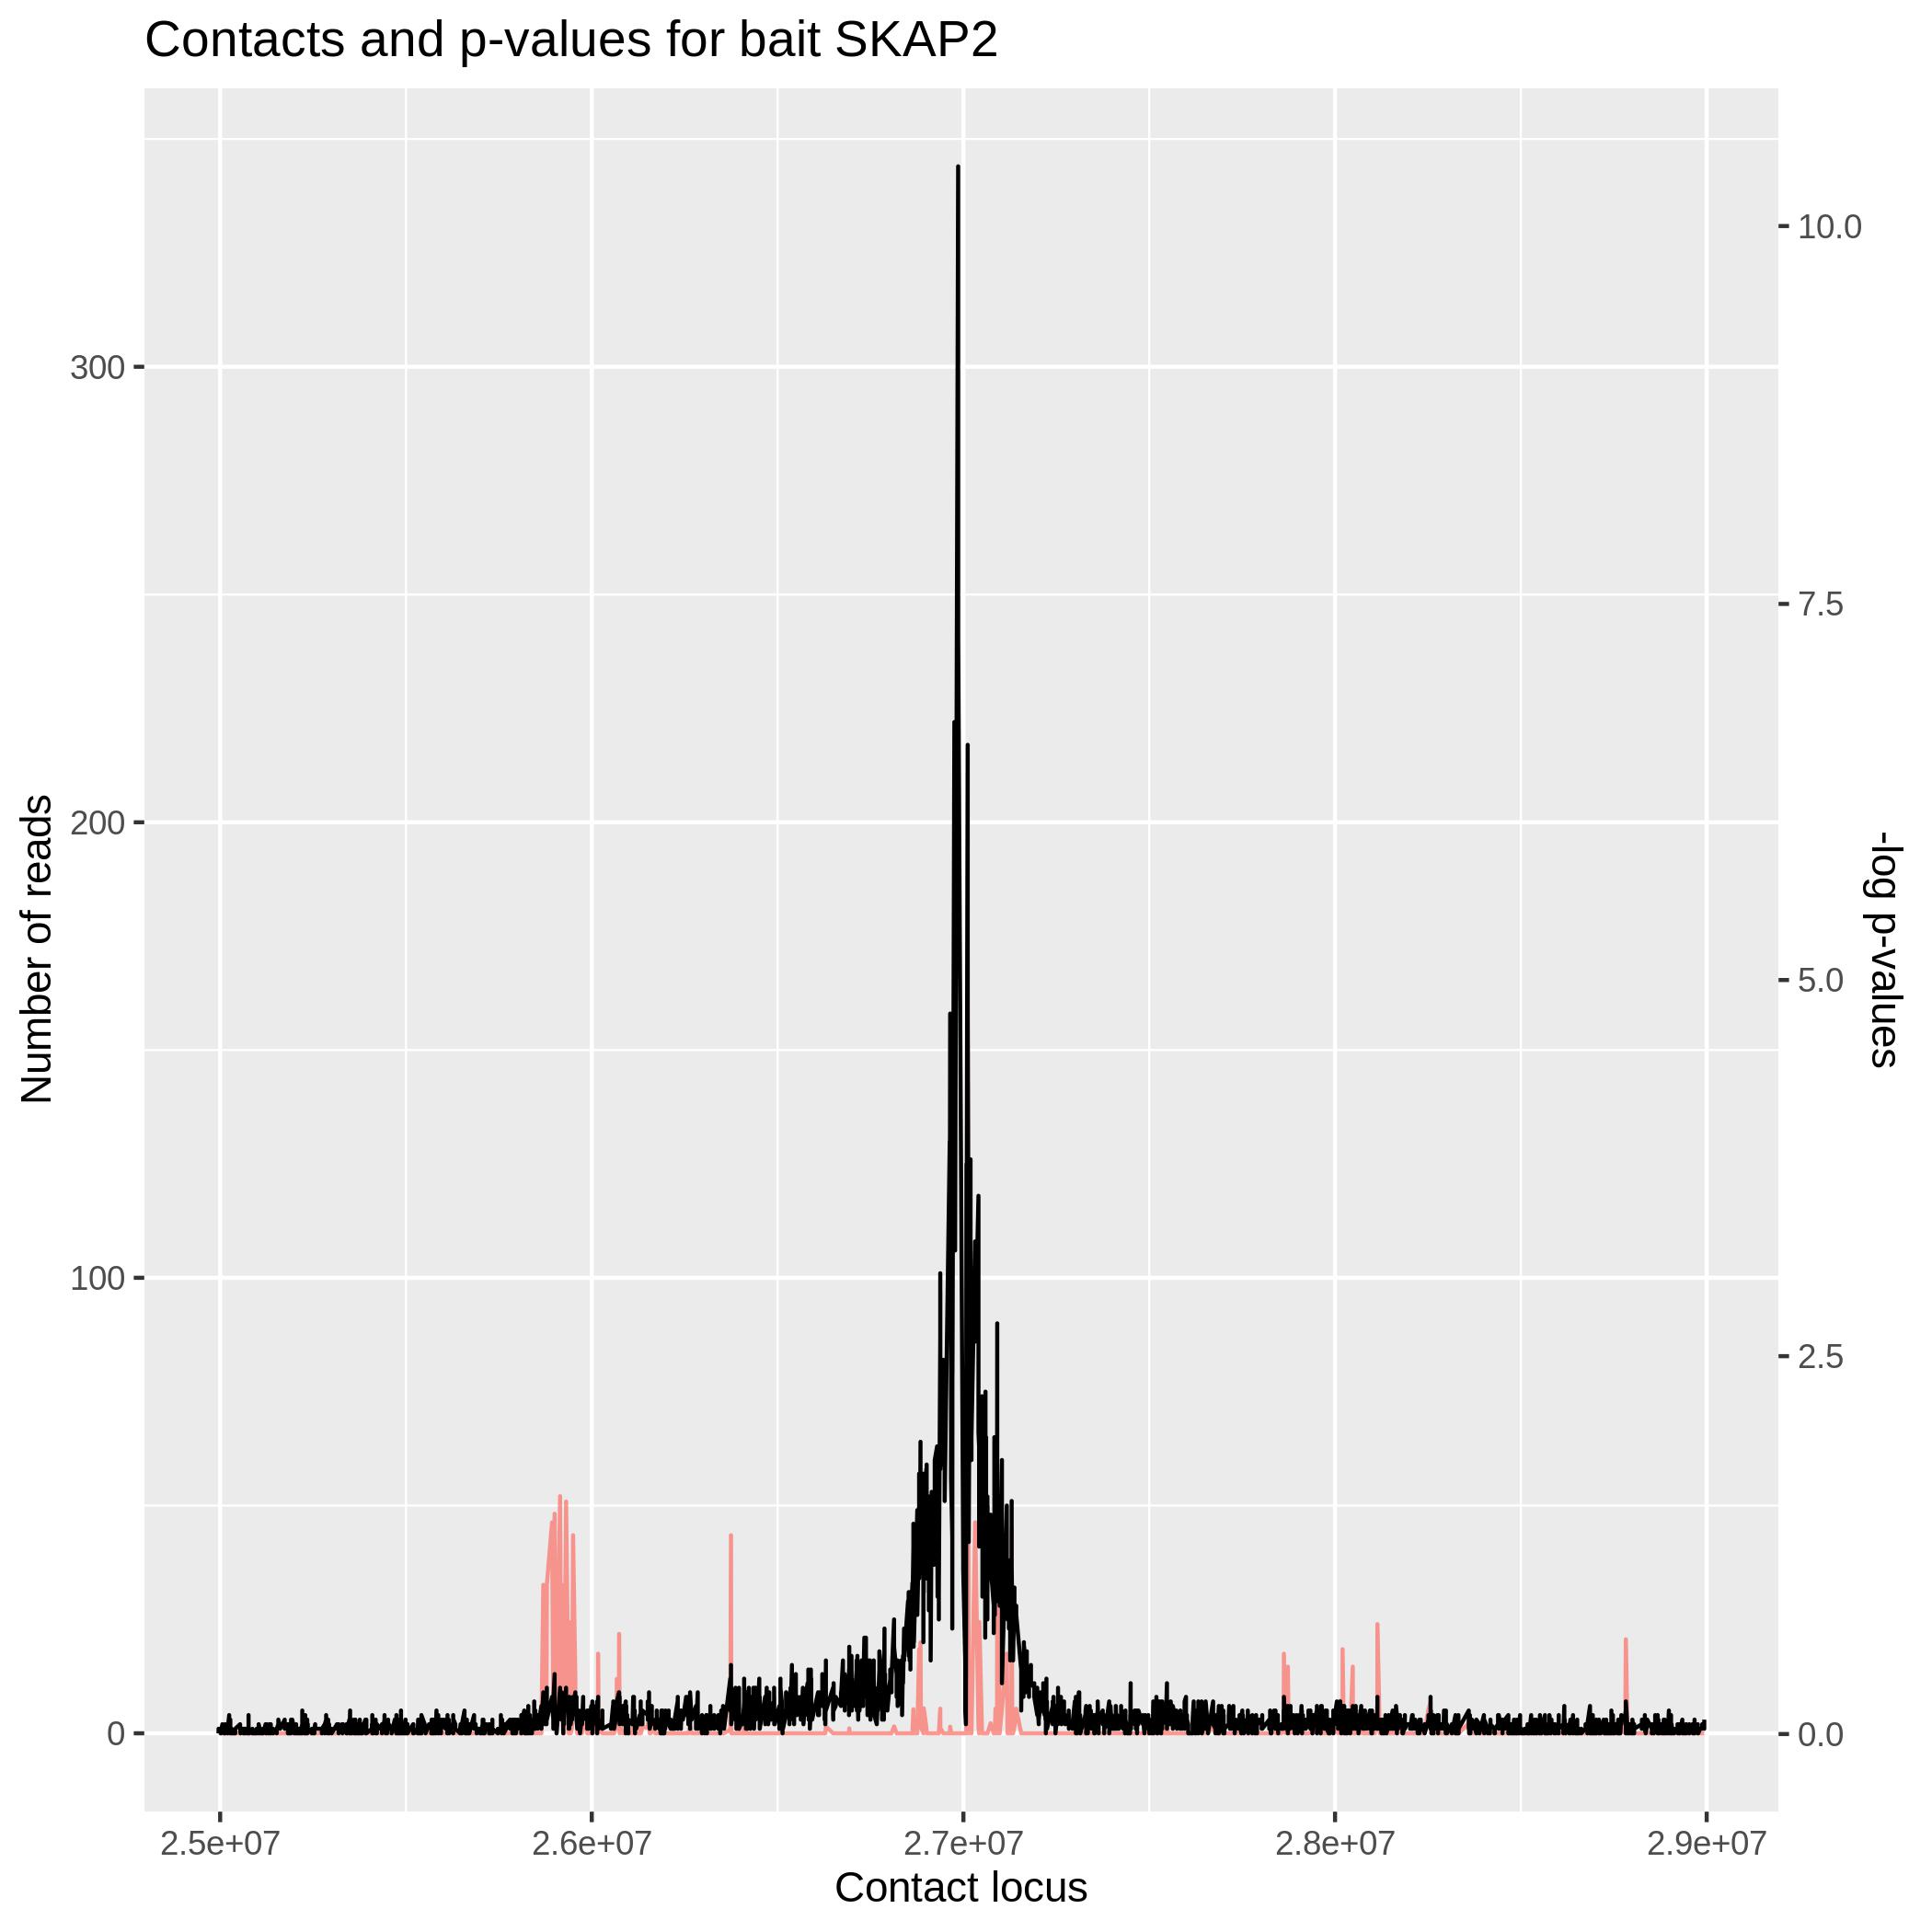 Contacts and p-values for bait SKAP2
Number of reads
300
200
100
0
10.0
7.5
5.0
2.5
0.0
-log p-values
2.5e+07 2.6e+07 2.7e+07 2.8e+07 2.9e+07
Contact locus